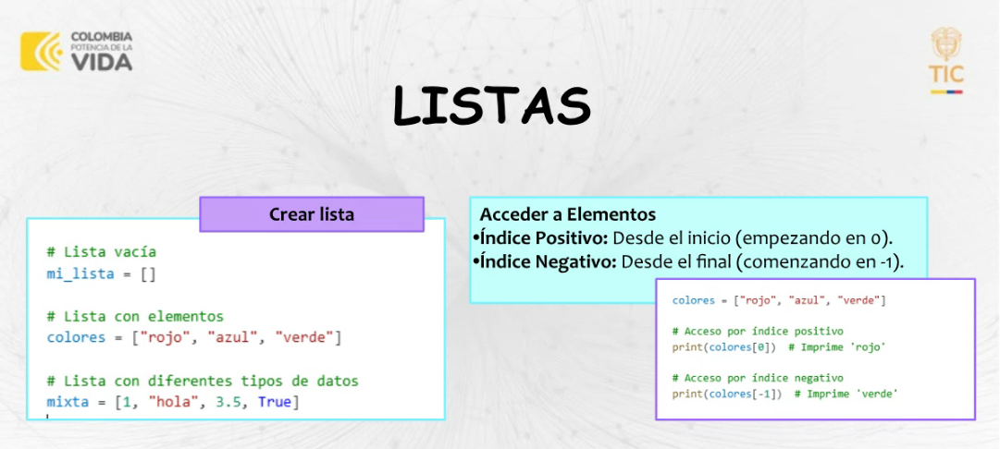 COLOMBIA
POTENCIA DE LA
VIDA
TIC
LISTAS
Crear lista
# Lista vacía
mi_lista = []
# Lista con elementos
colores = ["rojo", "azul", "verde"]
# Lista con diferentes tipos de datos
mixta = [1, "hola", 3.5, True]
Acceder a Elementos
•Índice Positivo: Desde el inicio (empezando en 0).
•Índice Negativo: Desde el final (comenzando en -1).
colores = ["rojo", "azul", "verde"]
# Acceso por índice positivo
print(colores[0])  # Imprime 'rojo'
# Acceso por índice negativo
print(colores[-1])  # Imprime 'verde'